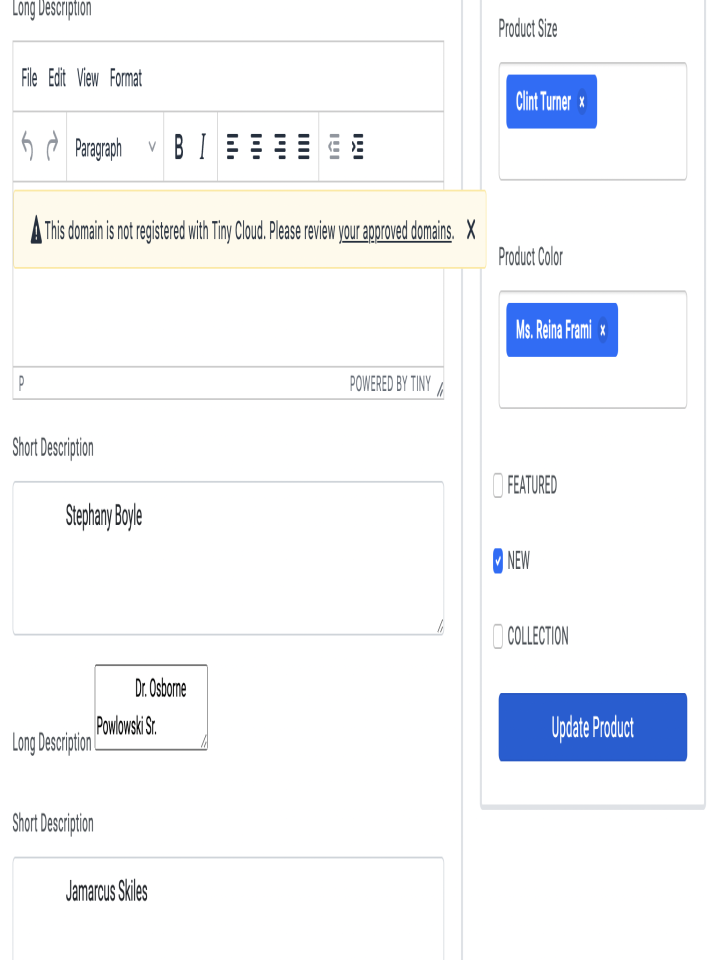 Long Description
File Edit View Format
Paragraph
B I
This domain is not registered with Tiny Cloud. Please review your approved domains. X
P
POWERED BY TINY
Short Description
Stephany Boyle
Dr. Osborne
Powlowski Sr.
Long Description
Short Description
Jamarcus Skiles
Product Size
Clint Turner ×
Product Color
Ms. Reina Frami ×
FEATURED
NEW
COLLECTION
Update Product